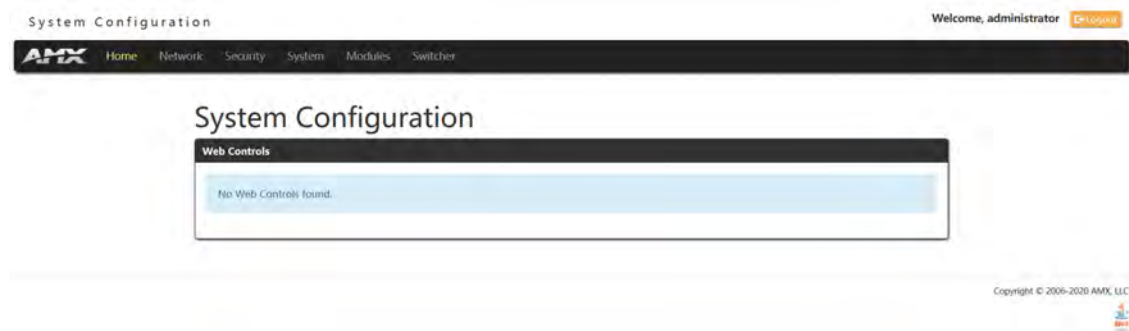 System Configuration
Welcome, administrator Logout
AMX Home Network Security System Modules Switcher
System Configuration
Web Controls
No Web Controls found.
Copyright © 2006-2020 AMX, LLC